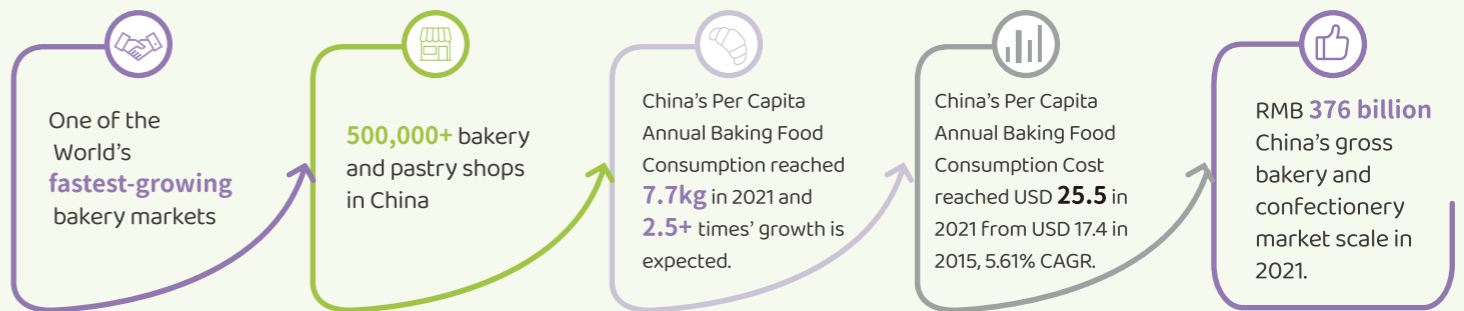 One of the
World's
fastest-growing
bakery markets
500,000+ bakery
and pastry shops
in China
China's Per Capita
Annual Baking Food
Consumption reached
7.7kg in 2021 and
2.5+ times' growth is
expected.
China's Per Capita
Annual Baking Food
Consumption Cost
reached USD 25.5 in
2021 from USD 17.4 in
2015, 5.61% CAGR.
RMB 376 billion
China's gross
bakery and
confectionery
market scale in
2021.